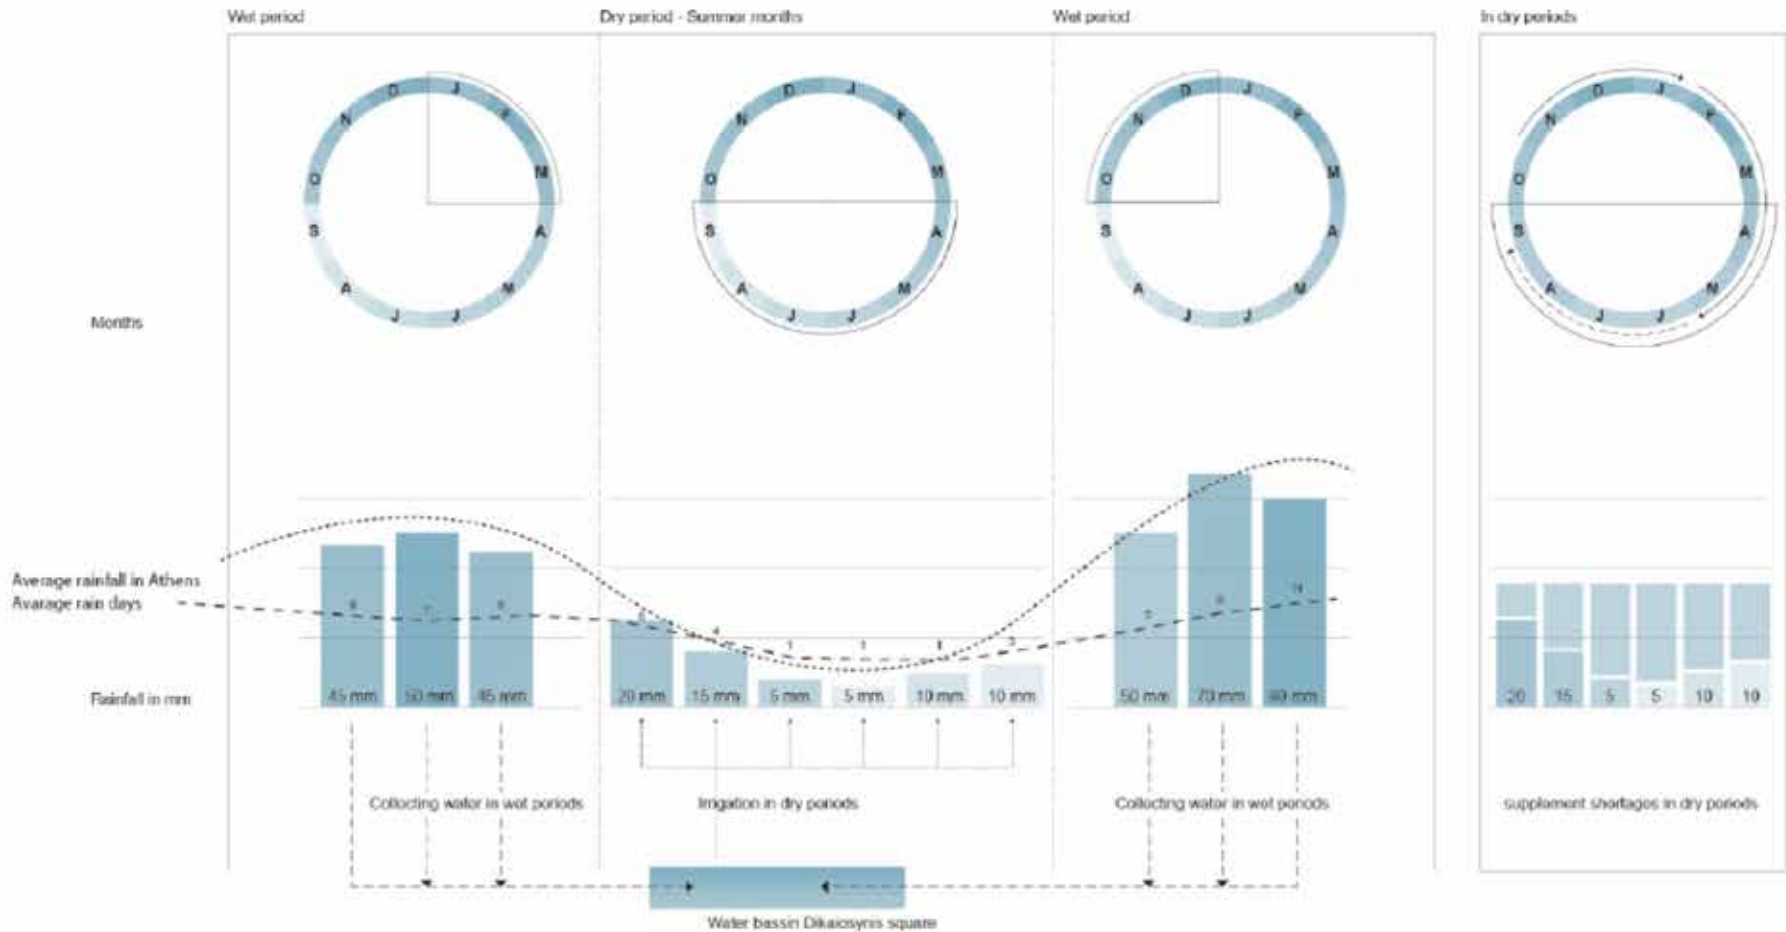 Wet period
Dry period - Summer months
Wet period
In dry periods
D J F M A M J J A S O N
D J F M A M J J A S O N
D J F M A M J J A S O N
D J F M A M J J A S O N
Months
Average rainfall in Athens
Avarage rain days
4
1
1
Rainfall in mm
45 mm
50 mm
45 mm
20 mm
15 mm
5 mm
5 mm
10 mm
10 mm
50 mm
70 mm
20
15
5
5
10
10
Collecting water in wet periods
Irrigation in dry periods
Collecting water in wet periods
supplement shortages in dry periods
Water bassin Dikaiosynis square